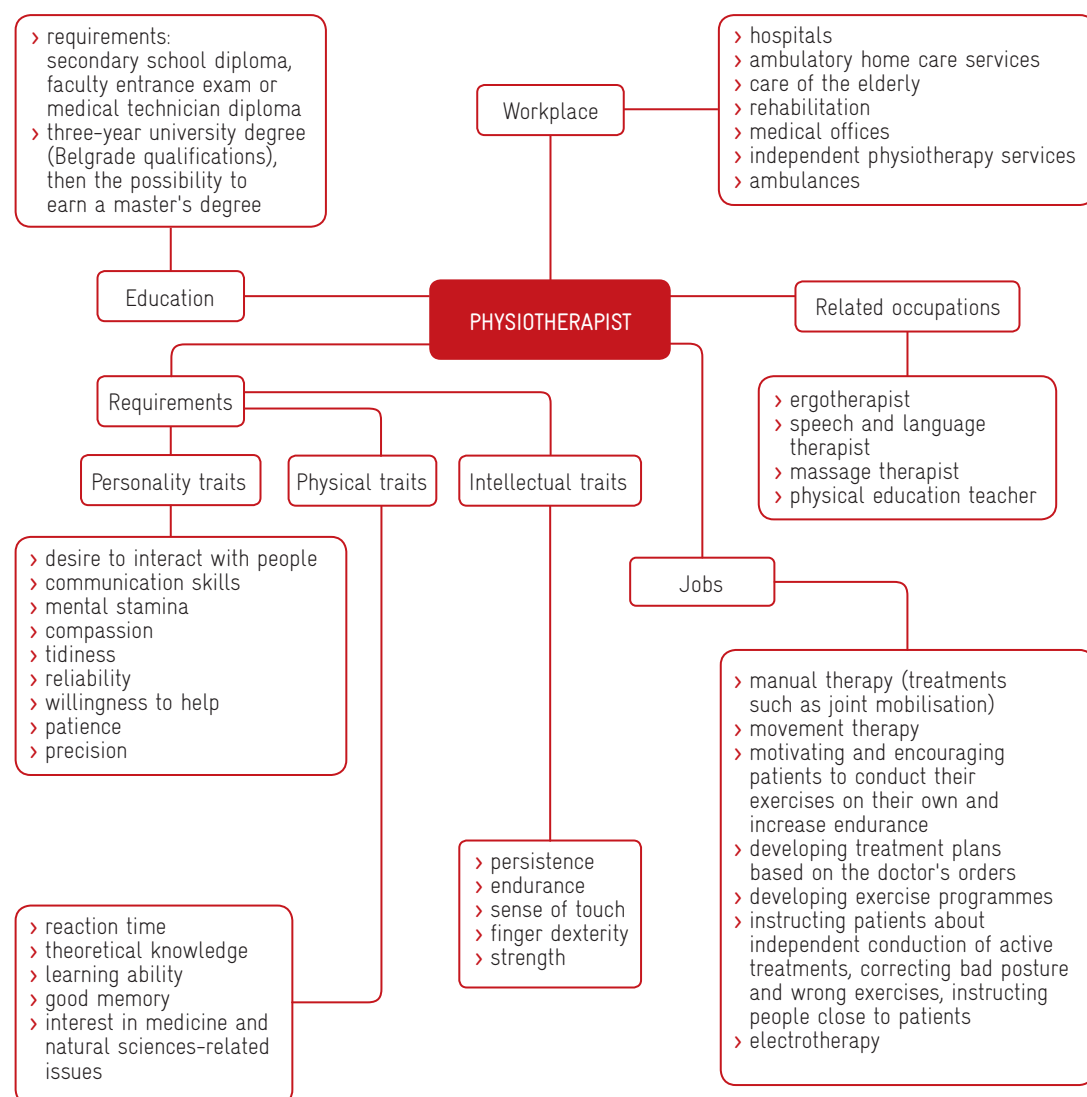 › requirements:
secondary school diploma,
faculty entrance exam or
medical technician diploma
› three-year university degree
(Belgrade qualifications),
then the possibility to
earn a master's degree
Workplace
› hospitals
› ambulatory home care services
› care of the elderly
› rehabilitation
› medical offices
› independent physiotherapy services
› ambulances
Education
PHYSIOTHERAPIST
Related occupations
› ergotherapist
› speech and language
therapist
› massage therapist
› physical education teacher
Requirements
Personality traits
Physical traits
Intellectual traits
› desire to interact with people
› communication skills
› mental stamina
› compassion
› tidiness
› reliability
› willingness to help
› patience
› precision
Jobs
› manual therapy (treatments
such as joint mobilisation)
› movement therapy
› motivating and encouraging
patients to conduct their
exercises on their own and
increase endurance
› developing treatment plans
based on the doctor's orders
› developing exercise programmes
› instructing patients about
independent conduction of active
treatments, correcting bad posture
and wrong exercises, instructing
people close to patients
› electrotherapy
› persistence
› endurance
› sense of touch
› finger dexterity
› strength
› reaction time
› theoretical knowledge
› learning ability
› good memory
› interest in medicine and
natural sciences-related
issues